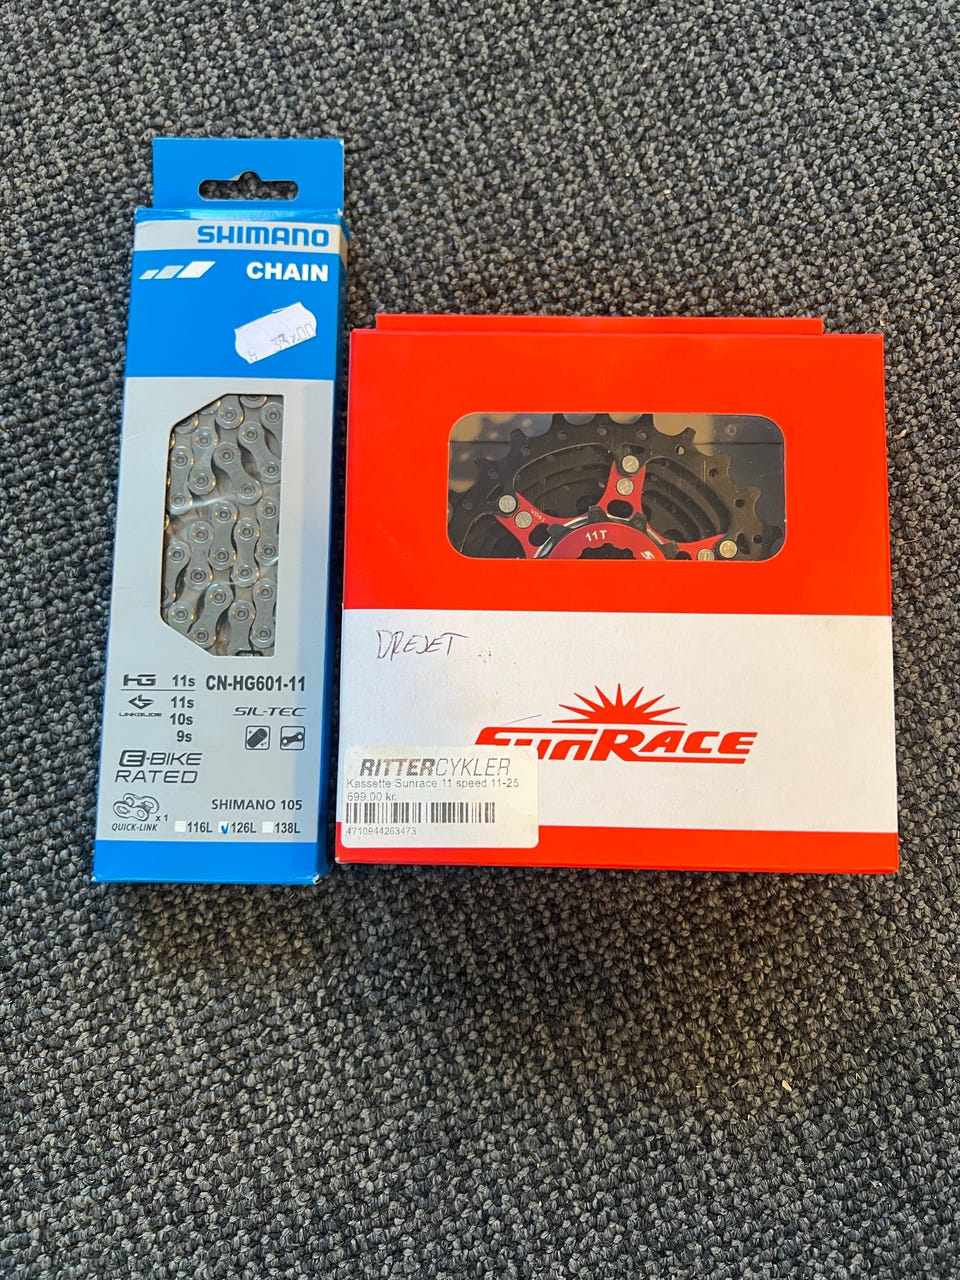 SHIMANO
CHAIN
HG 11s CN-HG601-11
LINKGLIDE 11s
10s
9s
SIL-TEC
E-BIKE
RATED
x1
QUICK-LINK
SHIMANO 105
116L 126L 138L
11T
DREJET
SUNRACE
RITTERCYKLER
Kassette Sunrace 11 speed 11-25
699.00 kr.
4710944263473